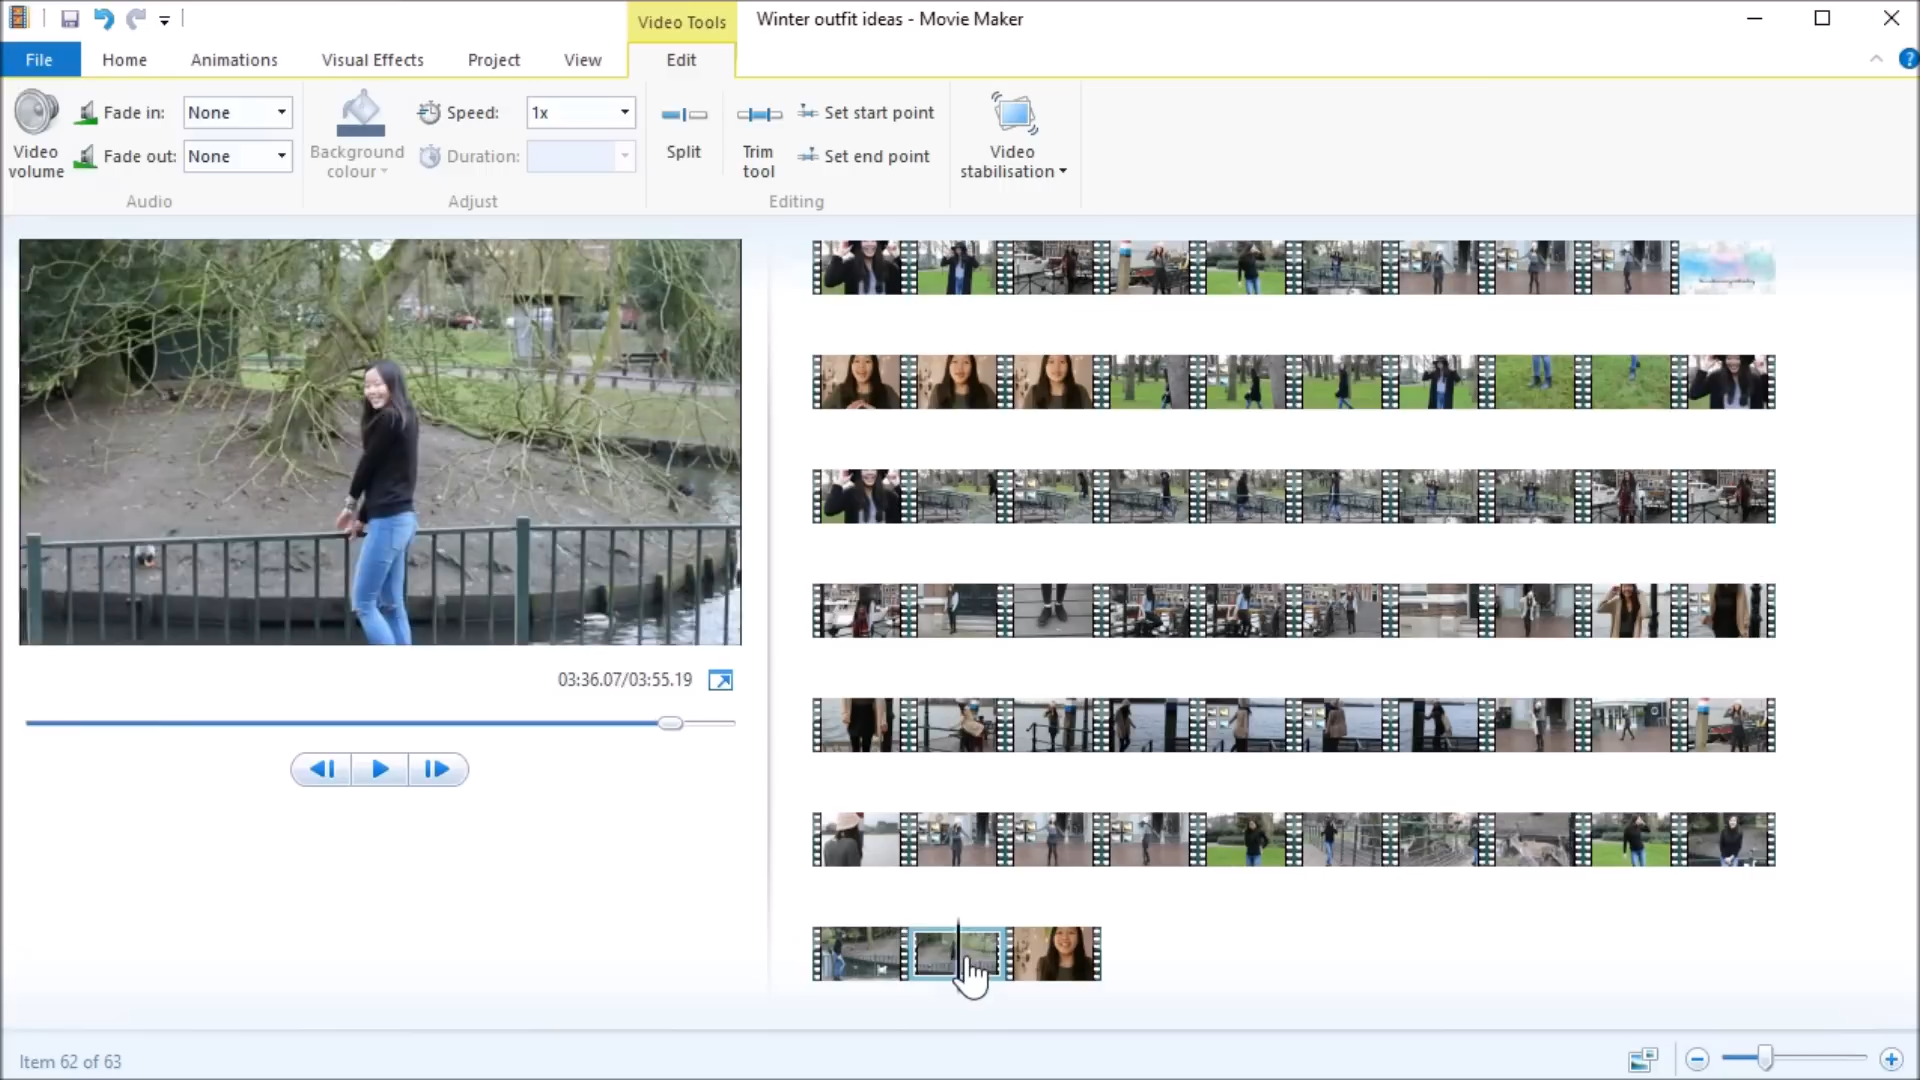 Video Tools
Winter outfit ideas - Movie Maker
File
Home
Animations
Visual Effects
Project
View
Edit
Video
volume
Fade in:
None
Fade out:
None
Audio
Background
colour
Speed:
1x
Duration:
Adjust
Split
Trim
tool
Set start point
Set end point
Editing
Video
stabilisation
03:36.07/03:55.19
Item 62 of 63